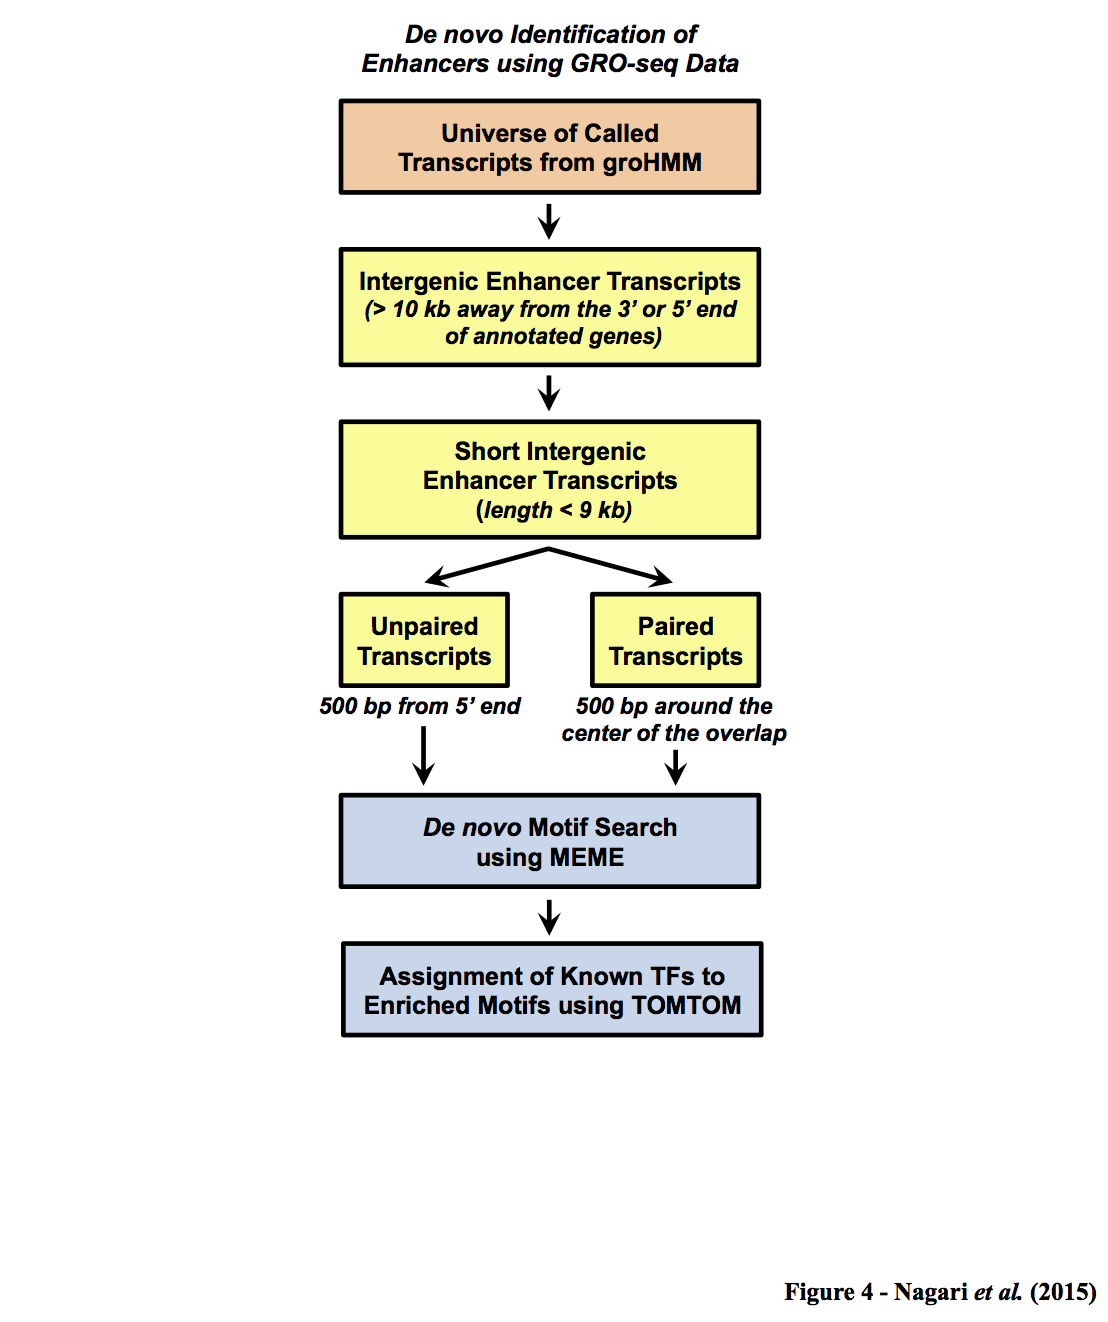 De novo Identification of
Enhancers using GRO-seq Data
Universe of Called
Transcripts from groHMM
Intergenic Enhancer Transcripts
(> 10 kb away from the 3’ or 5’ end
of annotated genes)
Short Intergenic
Enhancer Transcripts
(length < 9 kb)
Unpaired
Transcripts
500 bp from 5’ end
Paired
Transcripts
500 bp around the
center of the overlap
De novo Motif Search
using MEME
Assignment of Known TFs to
Enriched Motifs using TOMTOM
Figure 4 - Nagari et al. (2015)